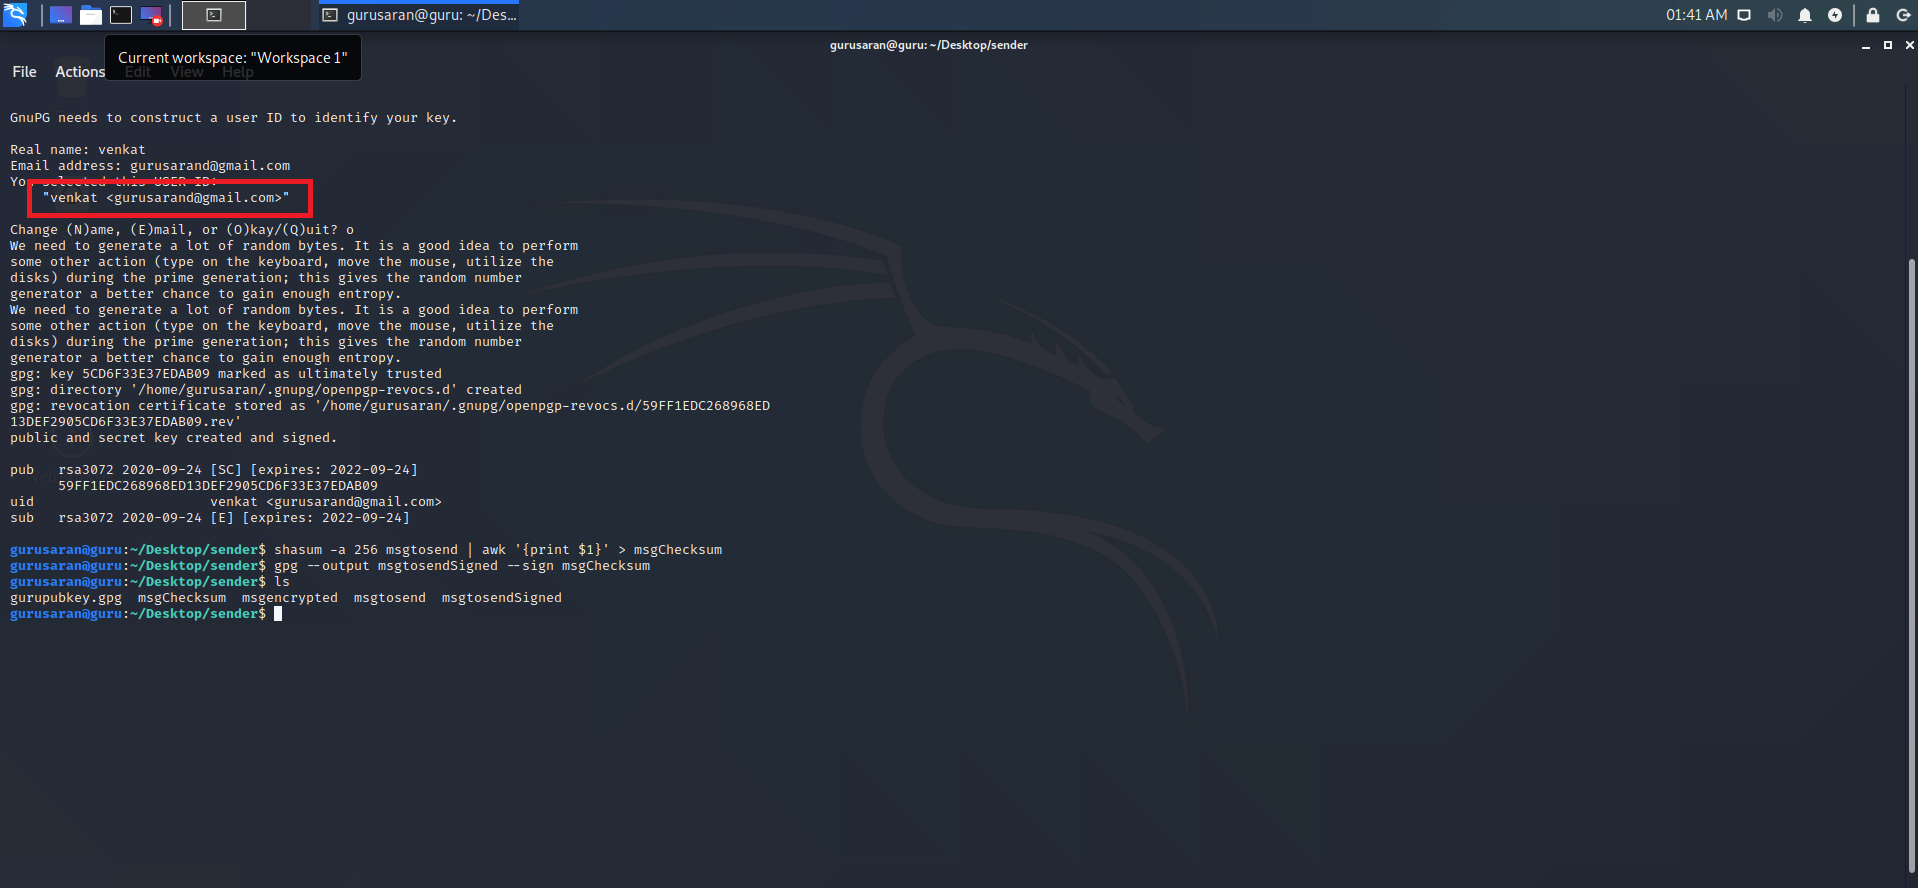 gurusaran@guru: ~/Des...
01:41 AM
gurusaran@guru: ~/Desktop/sender
Current workspace: "Workspace 1"
File Actions Edit View Help
GnuPG needs to construct a user ID to identify your key.
Real name: venkat
Email address: gurusarand@gmail.com
You selected this USER-ID:
"venkat <gurusarand@gmail.com>"
Change (N)ame, (E)mail, or (O)kay/(Q)uit? o
We need to generate a lot of random bytes. It is a good idea to perform
some other action (type on the keyboard, move the mouse, utilize the
disks) during the prime generation; this gives the random number
generator a better chance to gain enough entropy.
We need to generate a lot of random bytes. It is a good idea to perform
some other action (type on the keyboard, move the mouse, utilize the
disks) during the prime generation; this gives the random number
generator a better chance to gain enough entropy.
gpg: key 5CD6F33E37EDAB09 marked as ultimately trusted
gpg: directory '/home/gurusaran/.gnupg/openpgp-revocs.d' created
gpg: revocation certificate stored as '/home/gurusaran/.gnupg/openpgp-revocs.d/59FF1EDC268968ED
13DEF2905CD6F33E37EDAB09.rev'
public and secret key created and signed.
pub   rsa3072 2020-09-24 [SC] [expires: 2022-09-24]
59FF1EDC268968ED13DEF2905CD6F33E37EDAB09
uid                      venkat <gurusarand@gmail.com>
sub   rsa3072 2020-09-24 [E] [expires: 2022-09-24]
gurusaran@guru:~/Desktop/sender$ shasum -a 256 msgtosend | awk '{print $1}' > msgChecksum
gurusaran@guru:~/Desktop/sender$ gpg --output msgtosendSigned --sign msgChecksum
gurusaran@guru:~/Desktop/sender$ ls
gurupubkey.gpg  msgChecksum  msgencrypted  msgtosend  msgtosendSigned
gurusaran@guru:~/Desktop/sender$